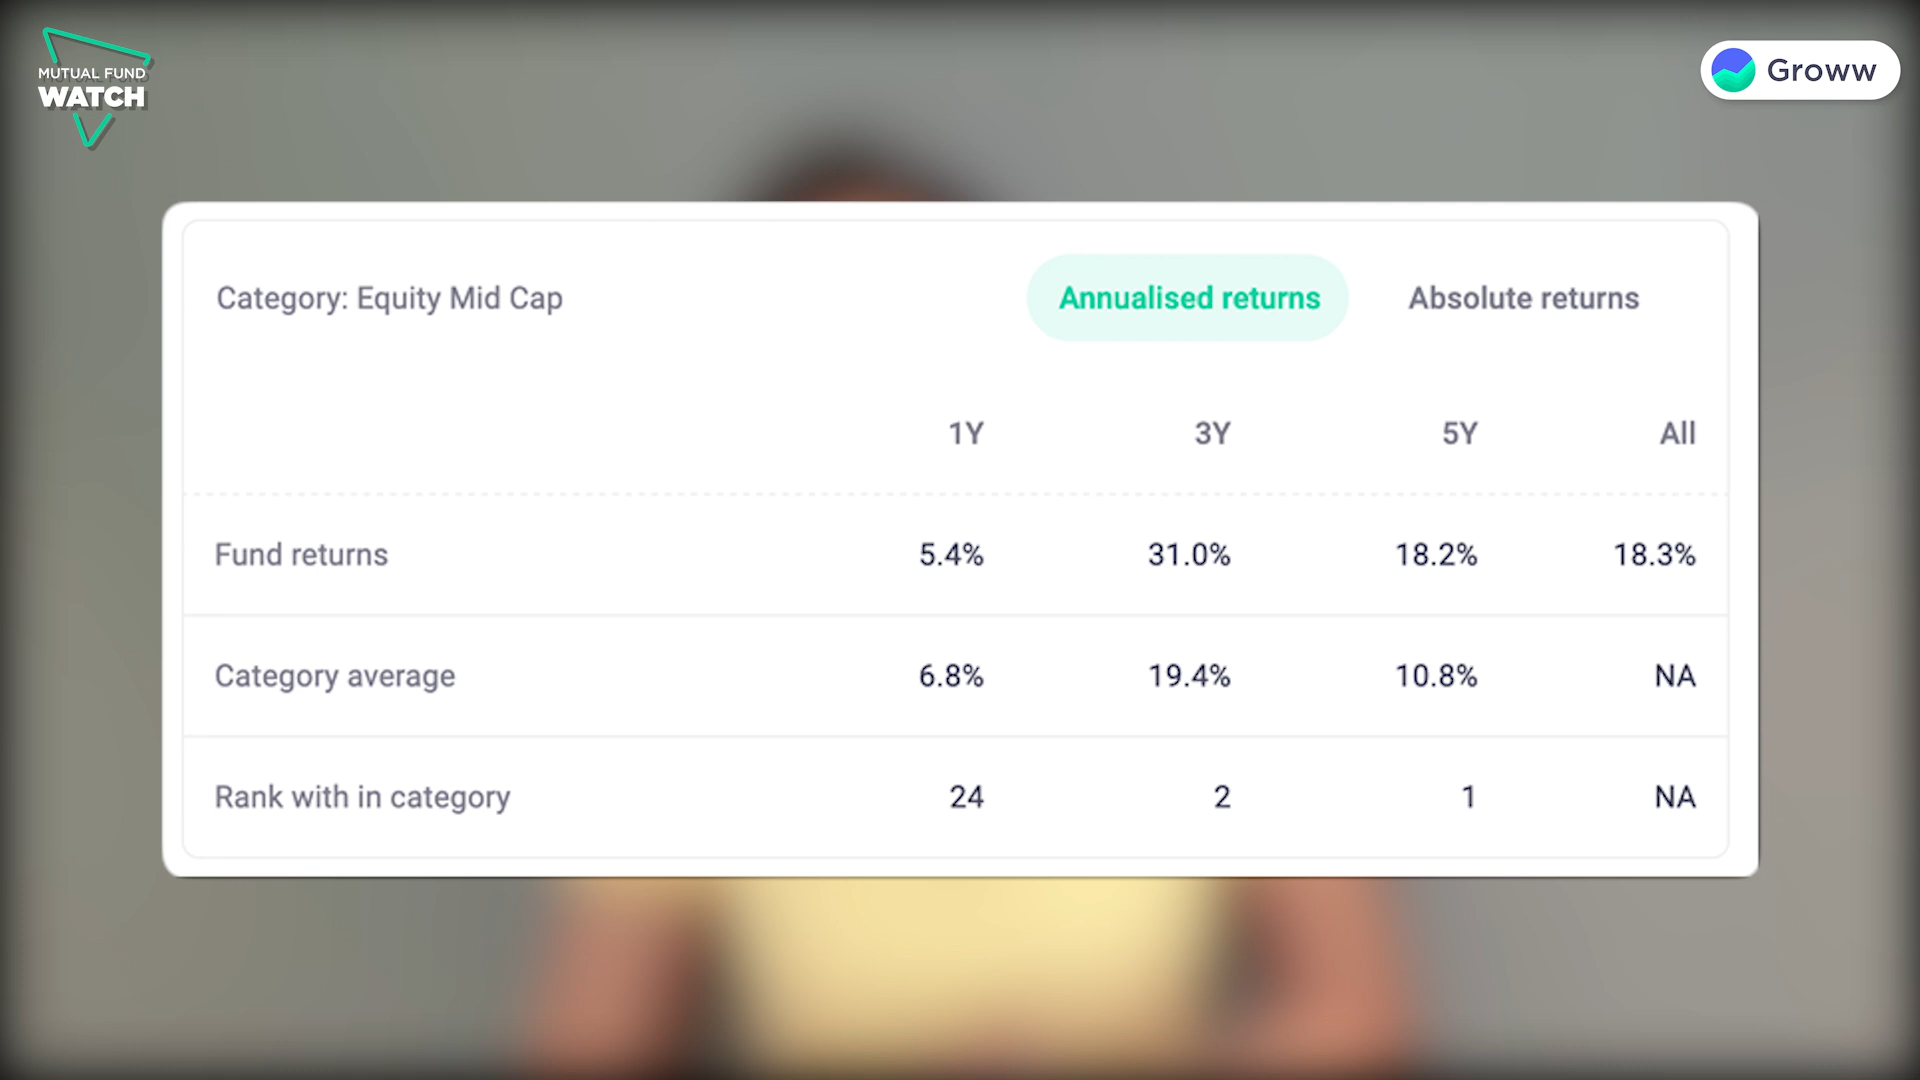 MUTUAL FUND
WATCH
Groww
Category: Equity Mid Cap
Annualised returns
Absolute returns
1Y 3Y 5Y All
Fund returns 5.4% 31.0% 18.2% 18.3%
Category average 6.8% 19.4% 10.8% NA
Rank with in category 24 2 1 NA